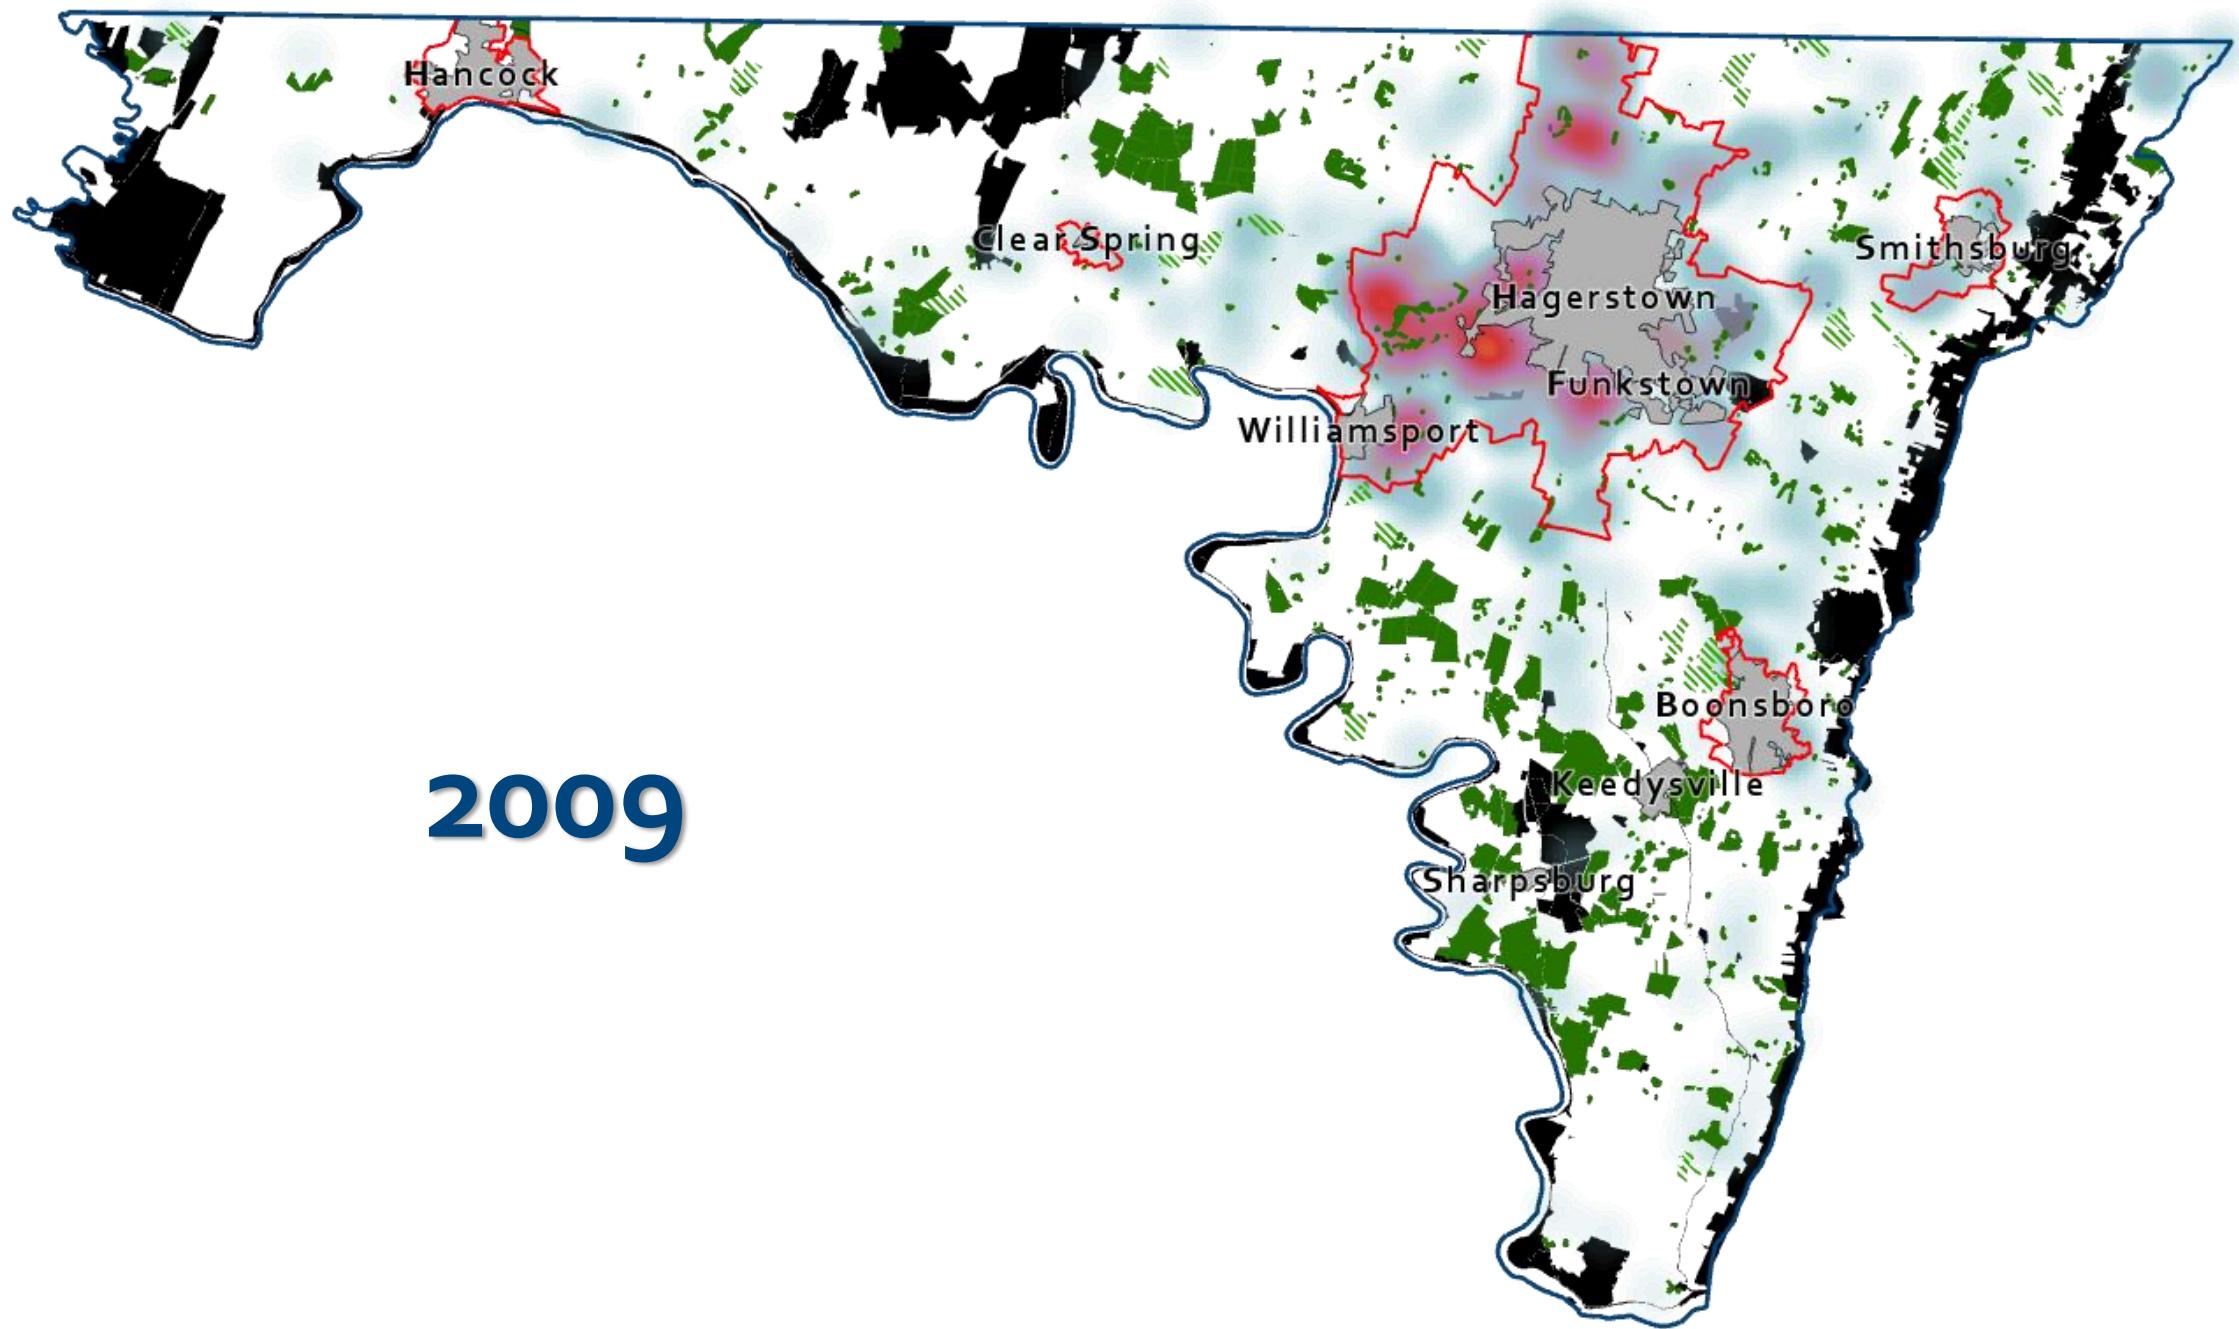 Hancock
Clear Spring
Smithsburg
Hagerstown
Funkstown
Williamsport
Boonsboro
Keedysville
2009
Sharpsburg